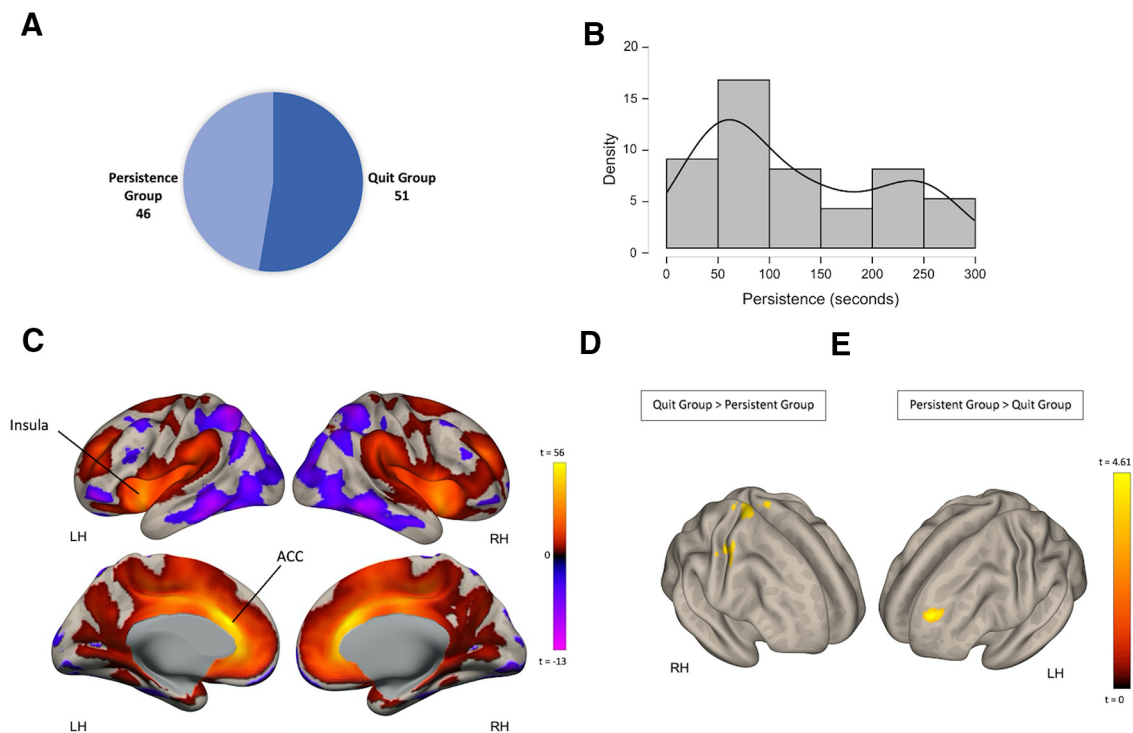 A
Persistence
Group
46
Quit Group
51
B
Density
20
15
10
5
0
0 50 100 150 200 250 300
Persistence (seconds)
C
Insula
LH
RH
ACC
LH
RH
t = 56
0
t = -13
D
Quit Group > Persistent Group
RH
E
Persistent Group > Quit Group
LH
t = 4.61
t = 0